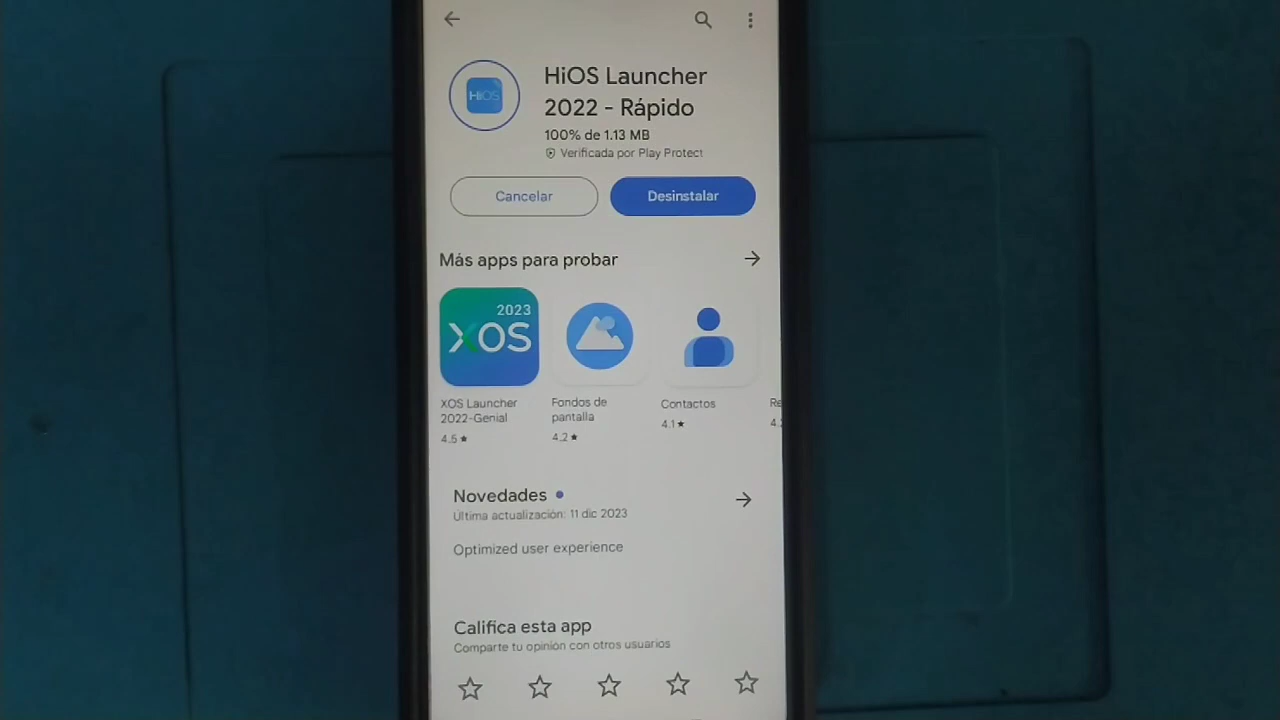 HiOS Launcher
2022 - Rápido
HiOS
100% de 1.13 MB
Verificada por Play Protect
Cancelar
Desinstalar
Más apps para probar
2023
XOS
XOS Launcher
2022-Genial
4.5★
Fondos de
pantalla
4.2★
Contactos
4.1★
Novedades
Última actualización: 11 dic 2023
Optimized user experience
Califica esta app
Comparte tu opinión con otros usuarios